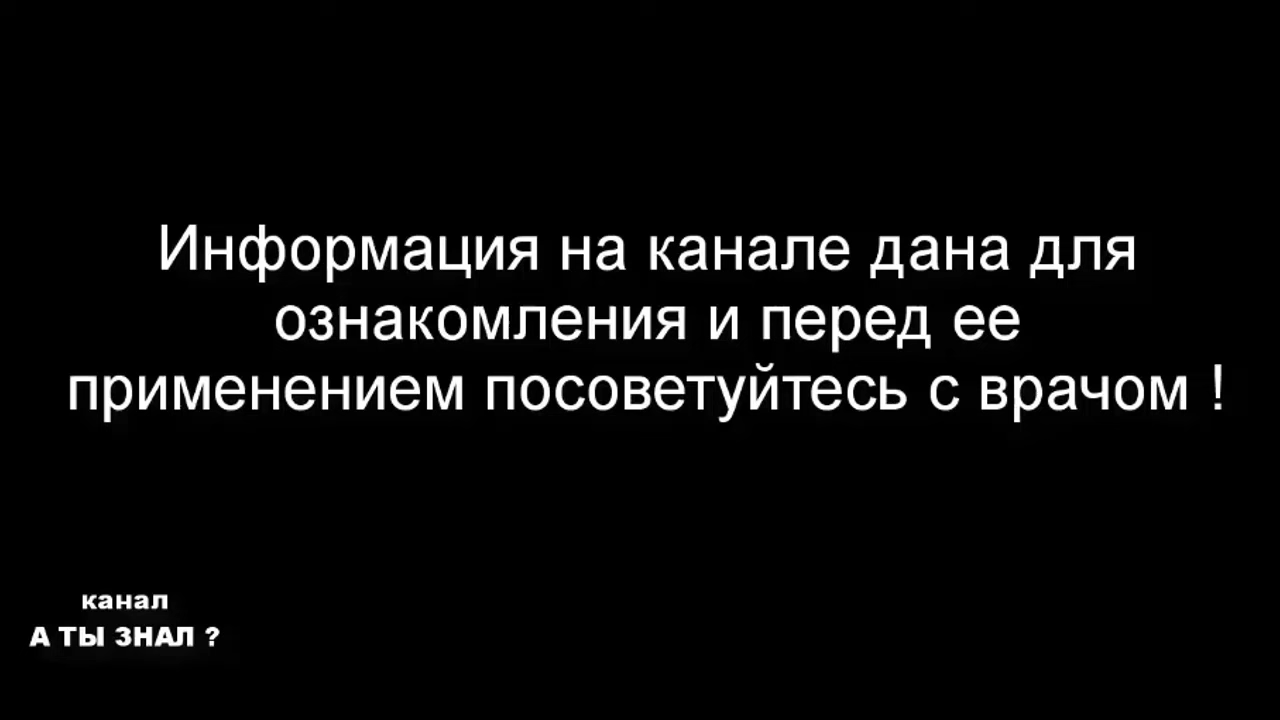 Информация на канале дана для
ознакомления и перед ее
применением посоветуйтесь с врачом !
канал
А ТЫ ЗНАЛ ?